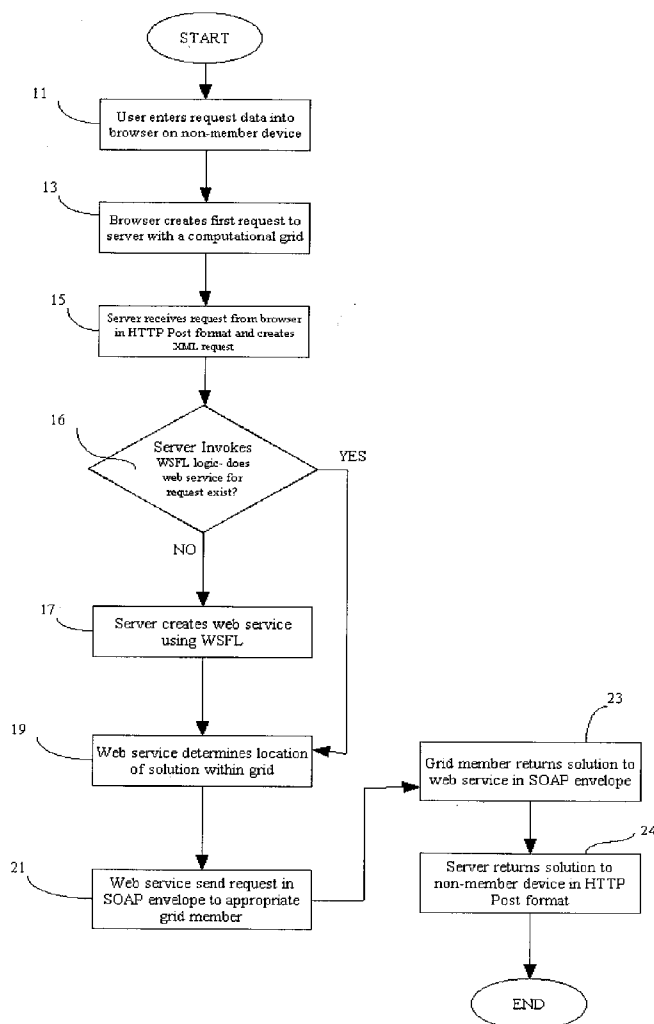 START
11
User enters request data into
browser on non-member device
13
Browser creates first request to
server with a computational grid
15
Server receives request from browser
in HTTP Post format and creates
XML request
16
Server Invokes
WSFL logic- does
web service for
request exist?
YES
NO
17
Server creates web service
using WSFL
19
Web service determines location
of solution within grid
21
Web service send request in
SOAP envelope to appropriate
grid member
23
Grid member returns solution to
web service in SOAP envelope
24
Server returns solution to
non-member device in HTTP
Post format
END